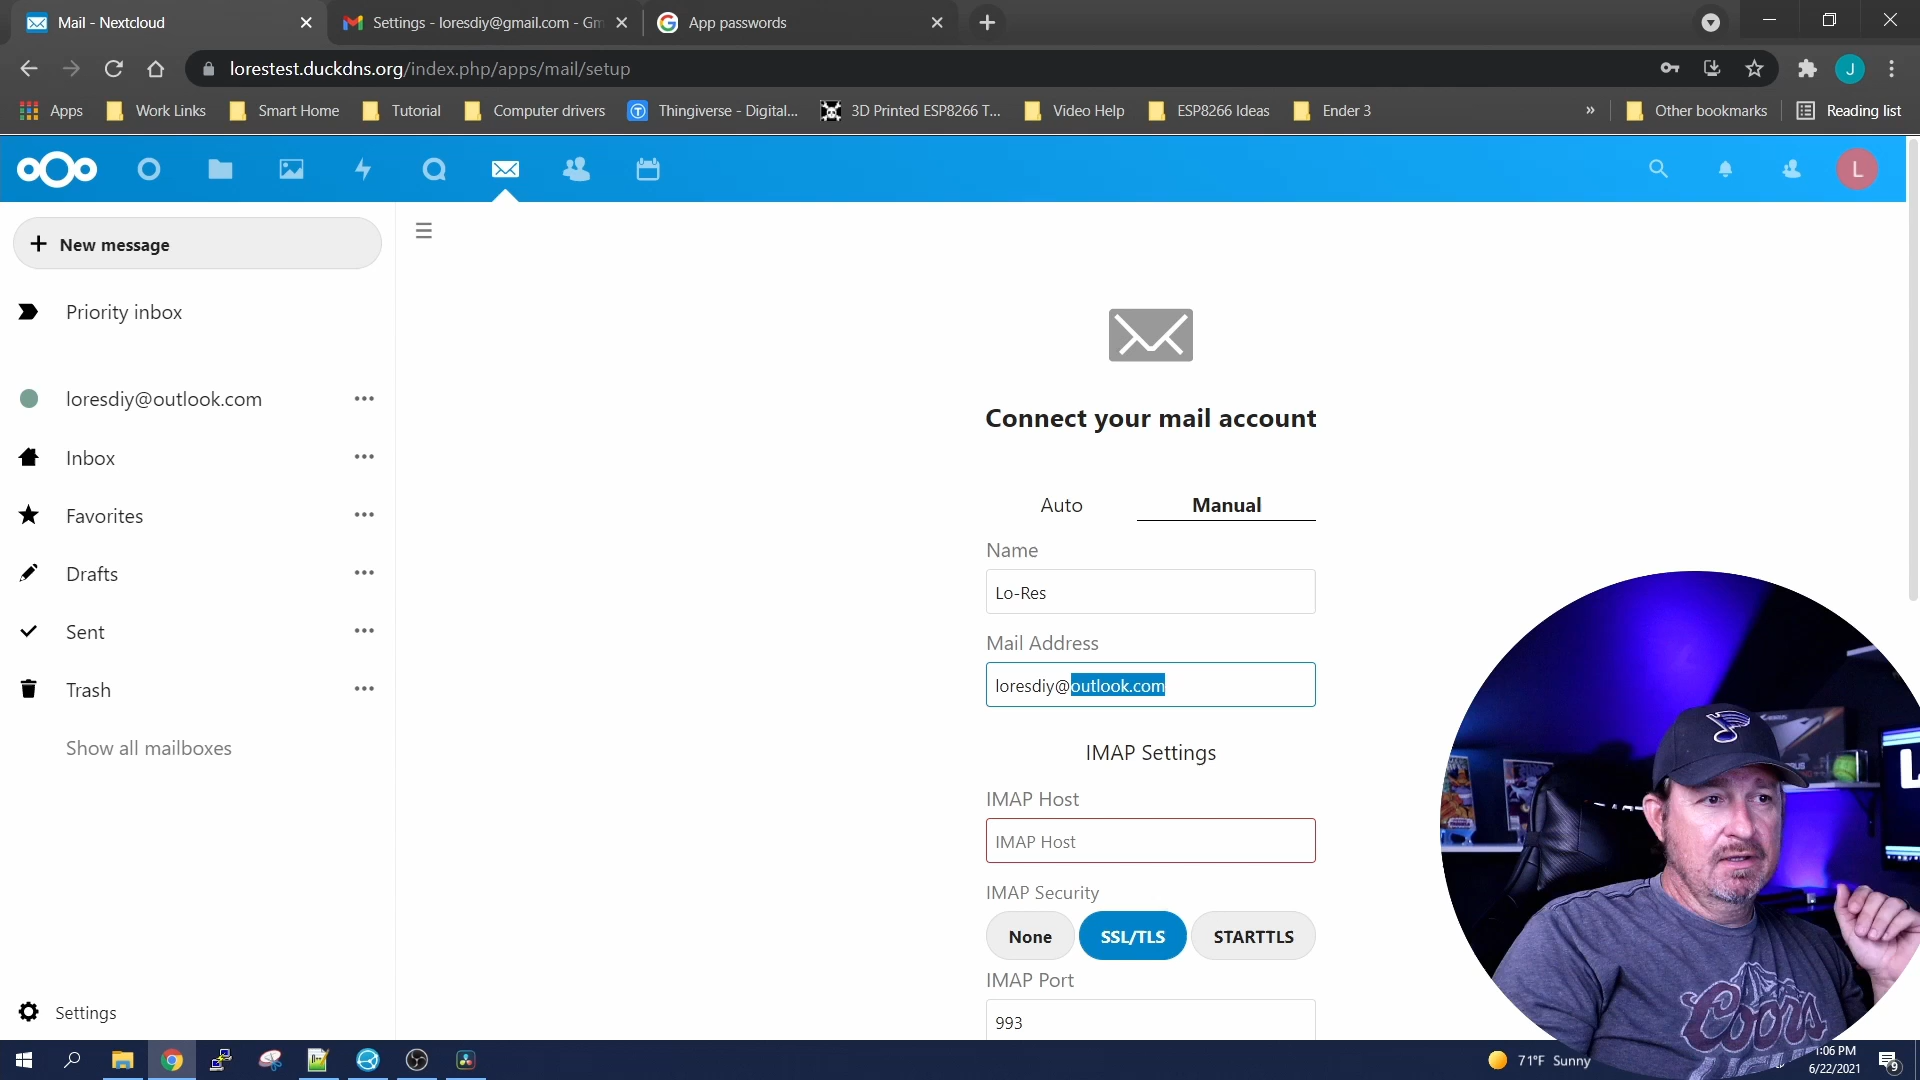 Mail - Nextcloud
Settings - loresdiy@gmail.com - Gm
App passwords
lorestest.duckdns.org/index.php/apps/mail/setup
J
Apps
Work Links
Smart Home
Tutorial
Computer drivers
Thingiverse - Digital...
3D Printed ESP8266 T...
Video Help
ESP8266 Ideas
Ender 3
»
Other bookmarks
Reading list
L
+ New message
Priority inbox
loresdiy@outlook.com
Inbox
Favorites
Drafts
Sent
Trash
Show all mailboxes
Settings
Connect your mail account
Auto
Manual
Name
Lo-Res
Mail Address
loresdiy@outlook.com
IMAP Settings
IMAP Host
IMAP Host
IMAP Security
None
SSL/TLS
STARTTLS
IMAP Port
993
Coors
71°F Sunny
1:06 PM
6/22/2021
9